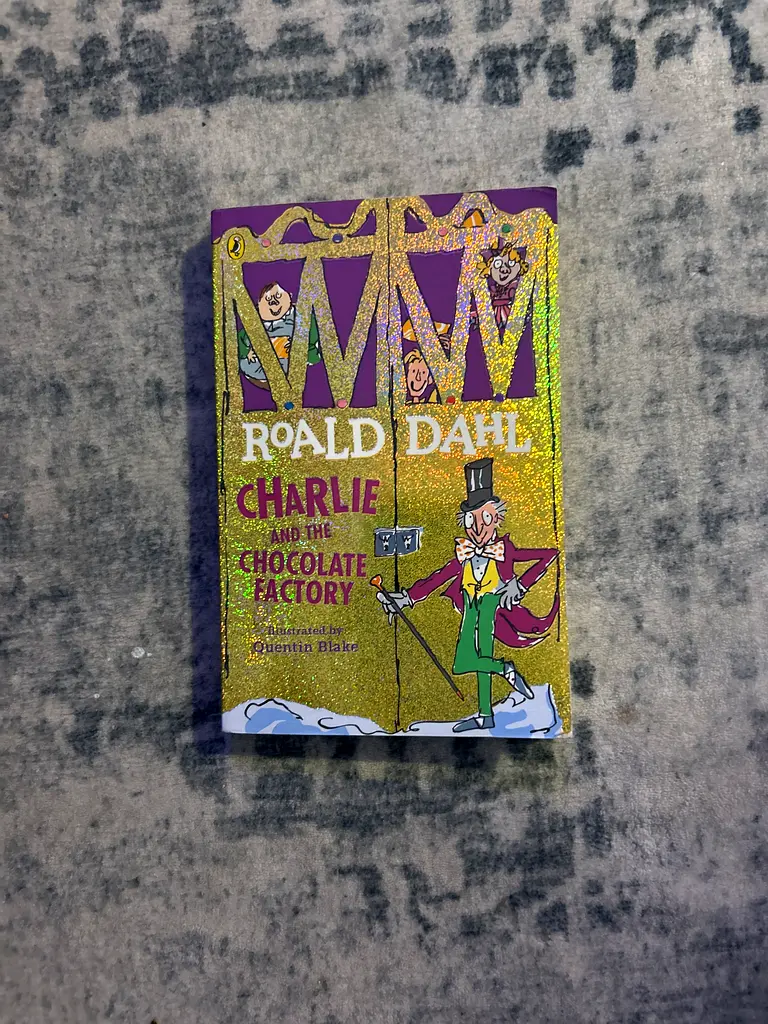 ROALD DAHL
CHARLIE
AND THE
CHOCOLATE
FACTORY
Illustrated by
Quentin Blake